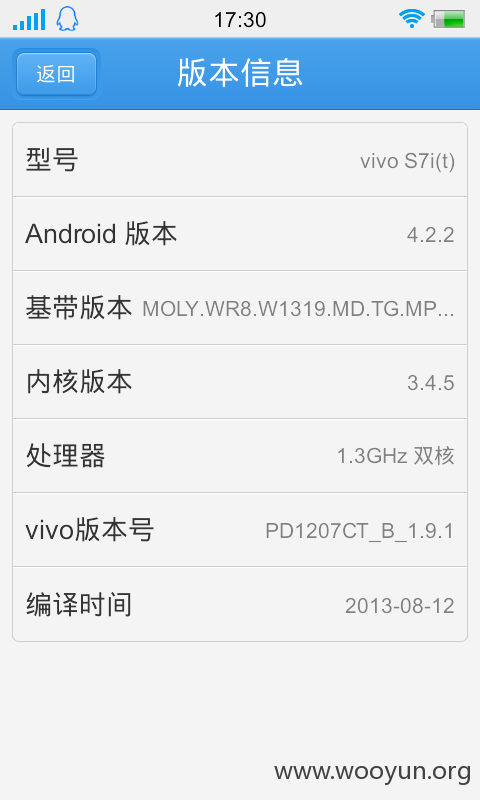 17:30
返回
版本信息
型号 vivo S7i(t)
Android 版本 4.2.2
基带版本 MOLY.WR8.W1319.MD.TG.MP...
内核版本 3.4.5
处理器 1.3GHz 双核
vivo版本号 PD1207CT_B_1.9.1
编译时间 2013-08-12
www.wooyun.org